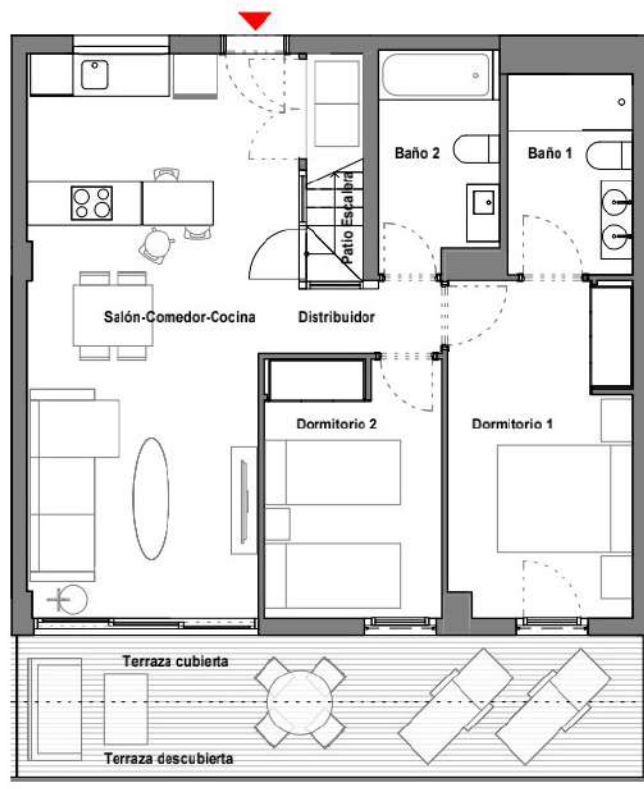 Baño 2
Baño 1
Patio Escalera
Salón-Comedor-Cocina
Distribuidor
Dormitorio 2
Dormitorio 1
Terraza cubierta
Terraza descubierta